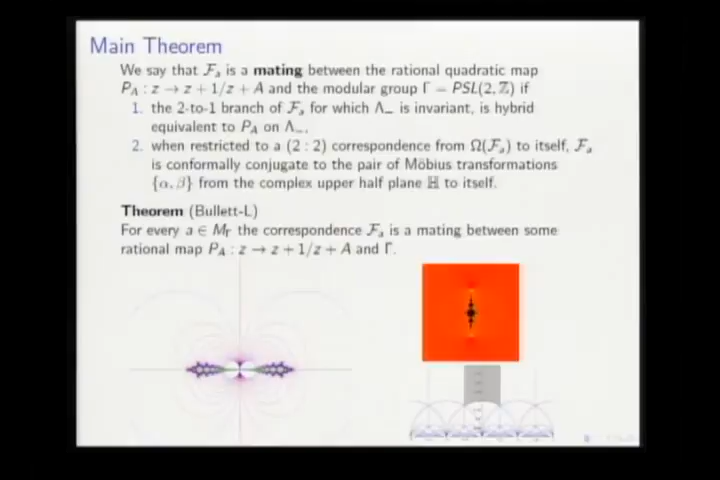 Main Theorem
We say that ℱₐ is a mating between the rational quadratic map
P_A : z → z + 1/z + A and the modular group Γ = PSL(2, ℤ) if
1. the 2-to-1 branch of ℱₐ for which Λ₋ is invariant, is hybrid
equivalent to P_A on Λ₋,
2. when restricted to a (2 : 2) correspondence from Ω(ℱₐ) to itself, ℱₐ
is conformally conjugate to the pair of Möbius transformations
{α, β} from the complex upper half plane ℍ to itself.
Theorem (Bullett-L)
For every a ∈ M_Γ the correspondence ℱₐ is a mating between some
rational map P_A : z → z + 1/z + A and Γ.